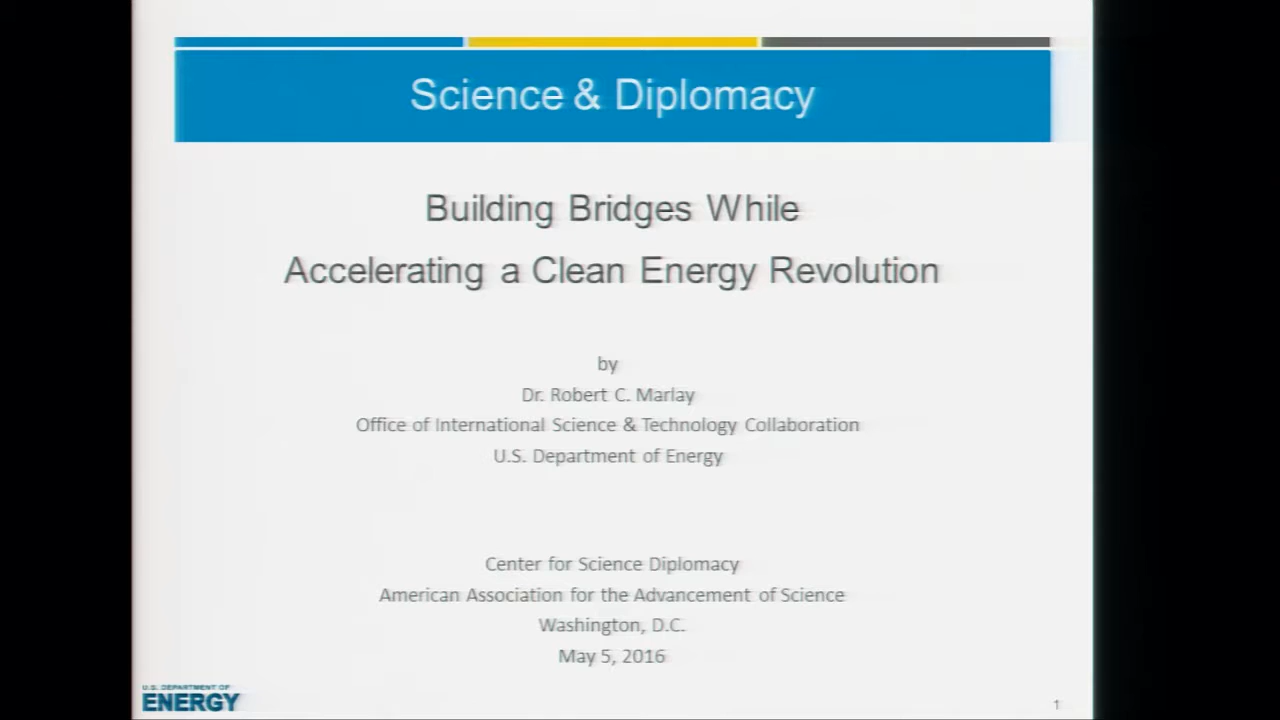 Science & Diplomacy
Building Bridges While
Accelerating a Clean Energy Revolution
by
Dr. Robert C. Marlay
Office of International Science & Technology Collaboration
U.S. Department of Energy
Center for Science Diplomacy
American Association for the Advancement of Science
Washington, D.C.
May 5, 2016
U.S. DEPARTMENT OF
ENERGY
1